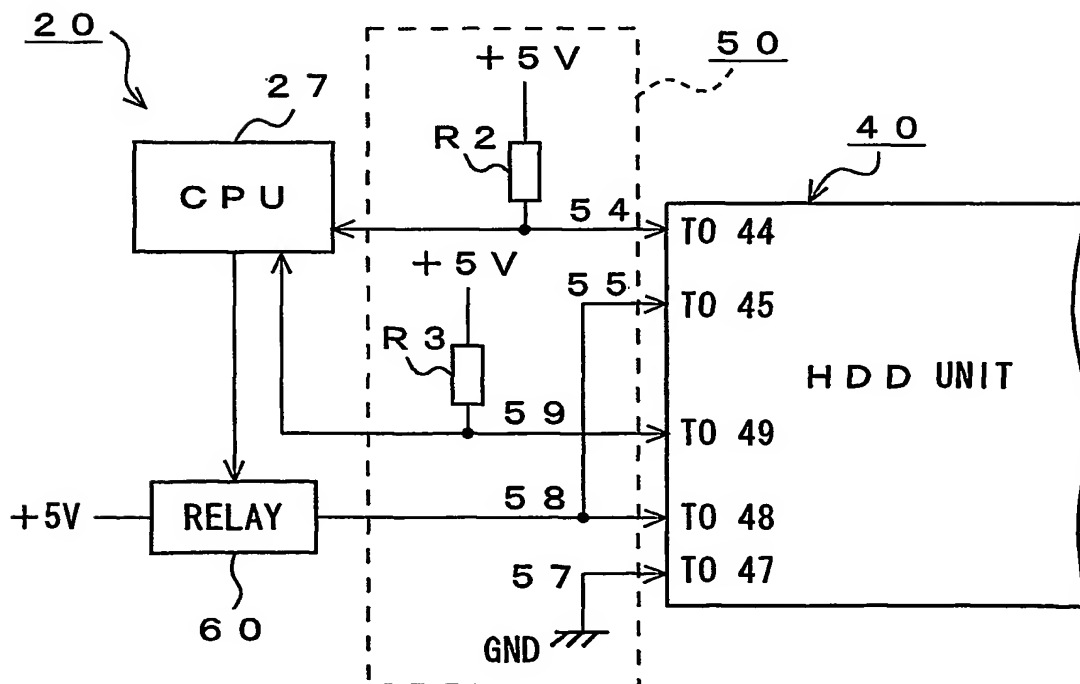 20
50
+5V
27
R2
40
CPU
54
TO 44
+5V
55
TO 45
R3
HDD UNIT
59
TO 49
58
+5V
RELAY
TO 48
57
TO 47
60
GND